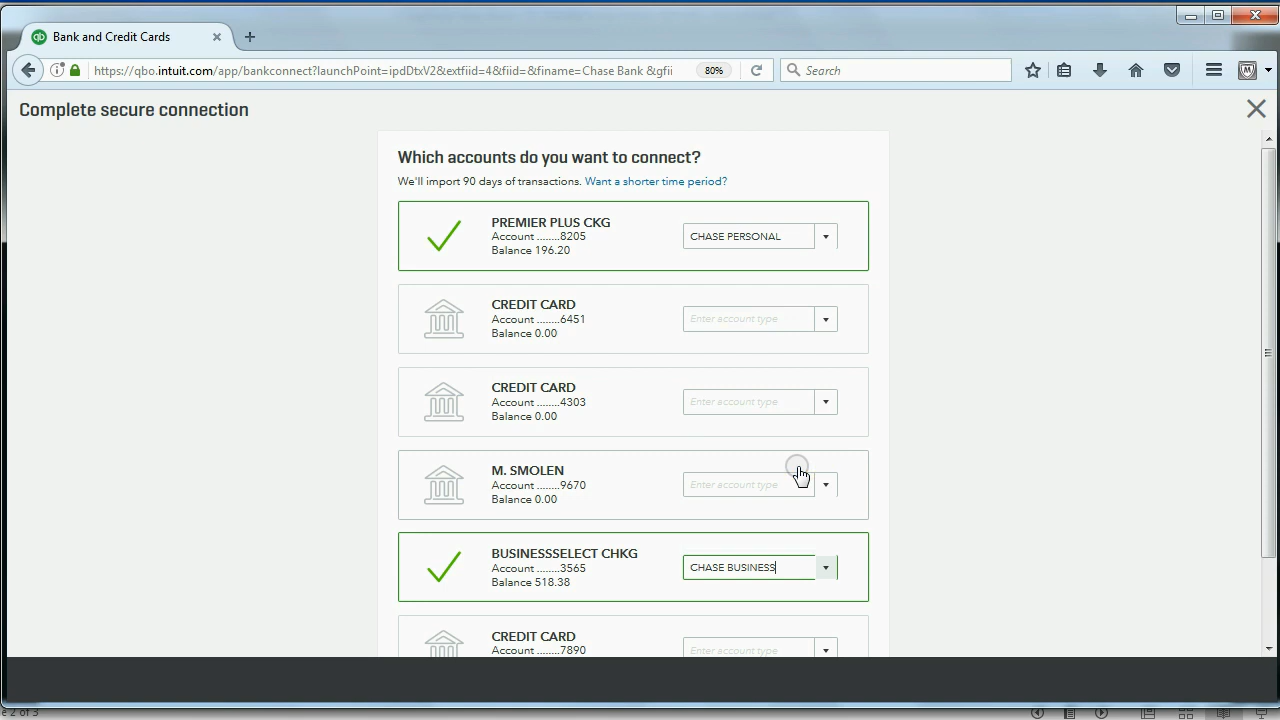 qb Bank and Credit Cards
https://qbo.intuit.com/app/bankconnect?launchPoint=ipdDtxV2&extfiid=4&fiid=&finame=Chase Bank &gfii
80%
Search
Complete secure connection
Which accounts do you want to connect?
We'll import 90 days of transactions. Want a shorter time period?
PREMIER PLUS CKG
Account ........8205
Balance 196.20
CHASE PERSONAL
CREDIT CARD
Account ........6451
Balance 0.00
Enter account type
CREDIT CARD
Account ........4303
Balance 0.00
Enter account type
M. SMOLEN
Account ........9670
Balance 0.00
Enter account type
BUSINESSSELECT CHKG
Account ........3565
Balance 518.38
CHASE BUSINESS
CREDIT CARD
Account ........7890
Enter account type
e 2 of 3